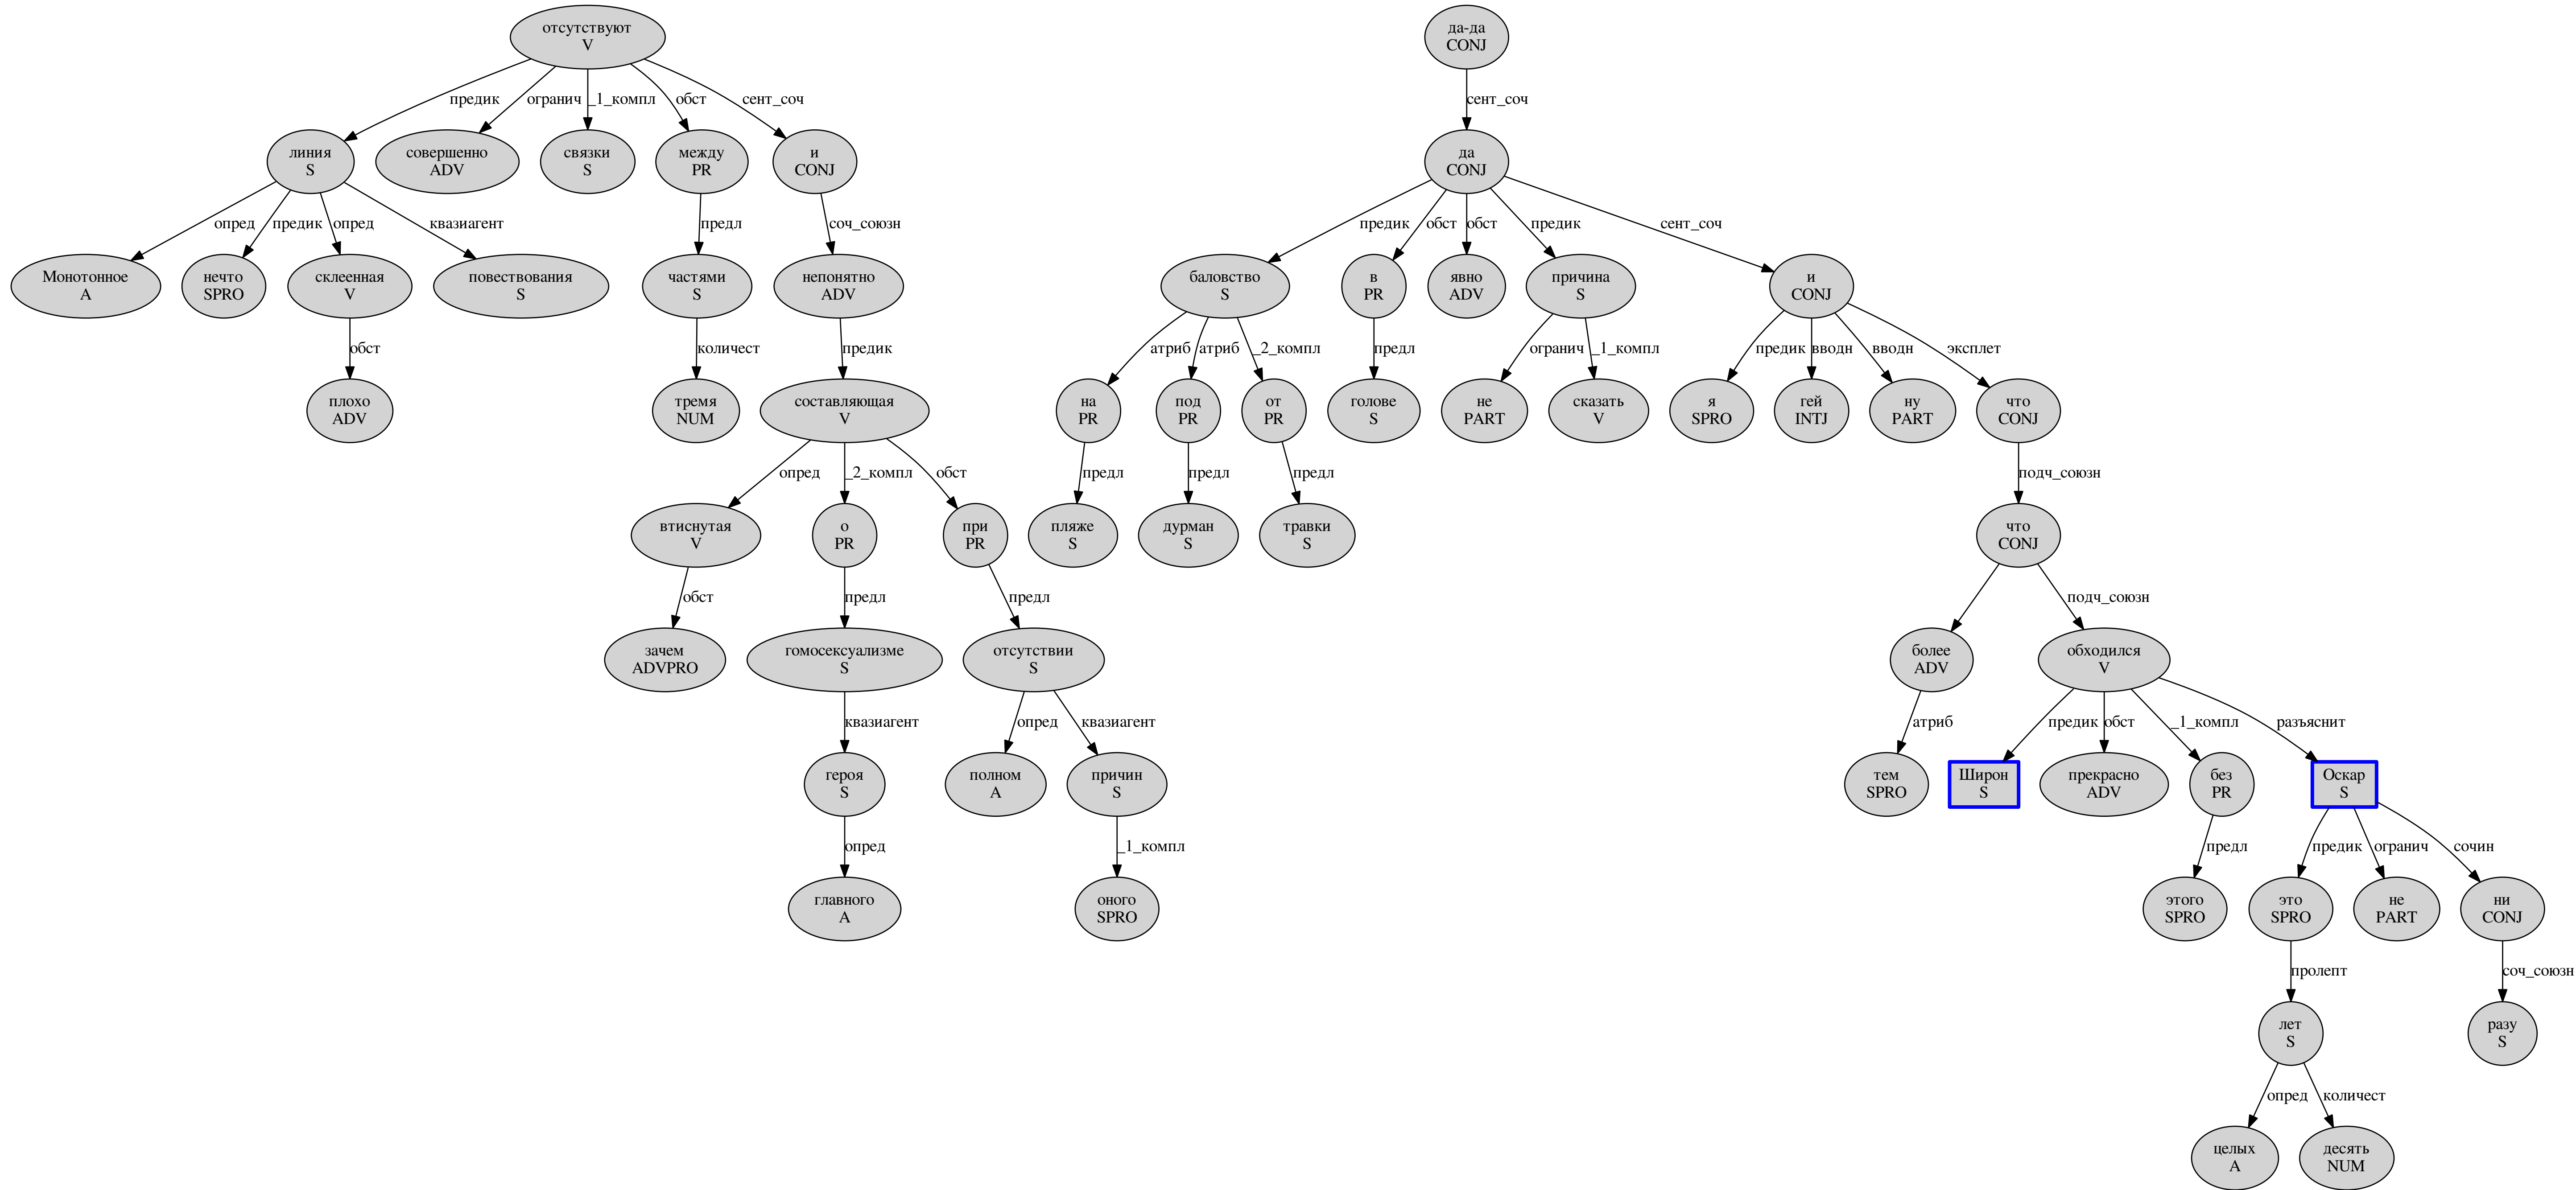 отсутствуют
V
да-да
CONJ
предик
огранич
_1_компл
обст
сент_соч
сент_соч
линия
S
совершенно
ADV
связки
S
между
PR
и
CONJ
да
CONJ
опред
предик
опред
квазиагент
предл
соч_союзн
предик
обст
обст
предик
сент_соч
Монотонное
A
нечто
SPRO
склеенная
V
повествования
S
частями
S
непонятно
ADV
баловство
S
в
PR
явно
ADV
причина
S
и
CONJ
обст
количест
предик
атриб
атриб
_2_компл
предл
огранич
_1_компл
предик
вводн
вводн
эксплет
плохо
ADV
тремя
NUM
составляющая
V
на
PR
под
PR
от
PR
голове
S
не
PART
сказать
V
я
SPRO
гей
INTJ
ну
PART
что
CONJ
опред
_2_компл
обст
предл
предл
предл
подч_союзн
втиснутая
V
о
PR
при
PR
пляже
S
дурман
S
травки
S
что
CONJ
обст
предл
предл
подч_союзн
зачем
ADVPRO
гомосексуализме
S
отсутствии
S
более
ADV
обходился
V
квазиагент
опред
квазиагент
атриб
предик
обст
_1_компл
разъяснит
героя
S
полном
A
причин
S
тем
SPRO
Широн
S
прекрасно
ADV
без
PR
Оскар
S
опред
_1_компл
предл
предик
огранич
сочин
главного
A
оного
SPRO
этого
SPRO
это
SPRO
не
PART
ни
CONJ
пролепт
соч_союзн
лет
S
разу
S
опред
количест
целых
A
десять
NUM